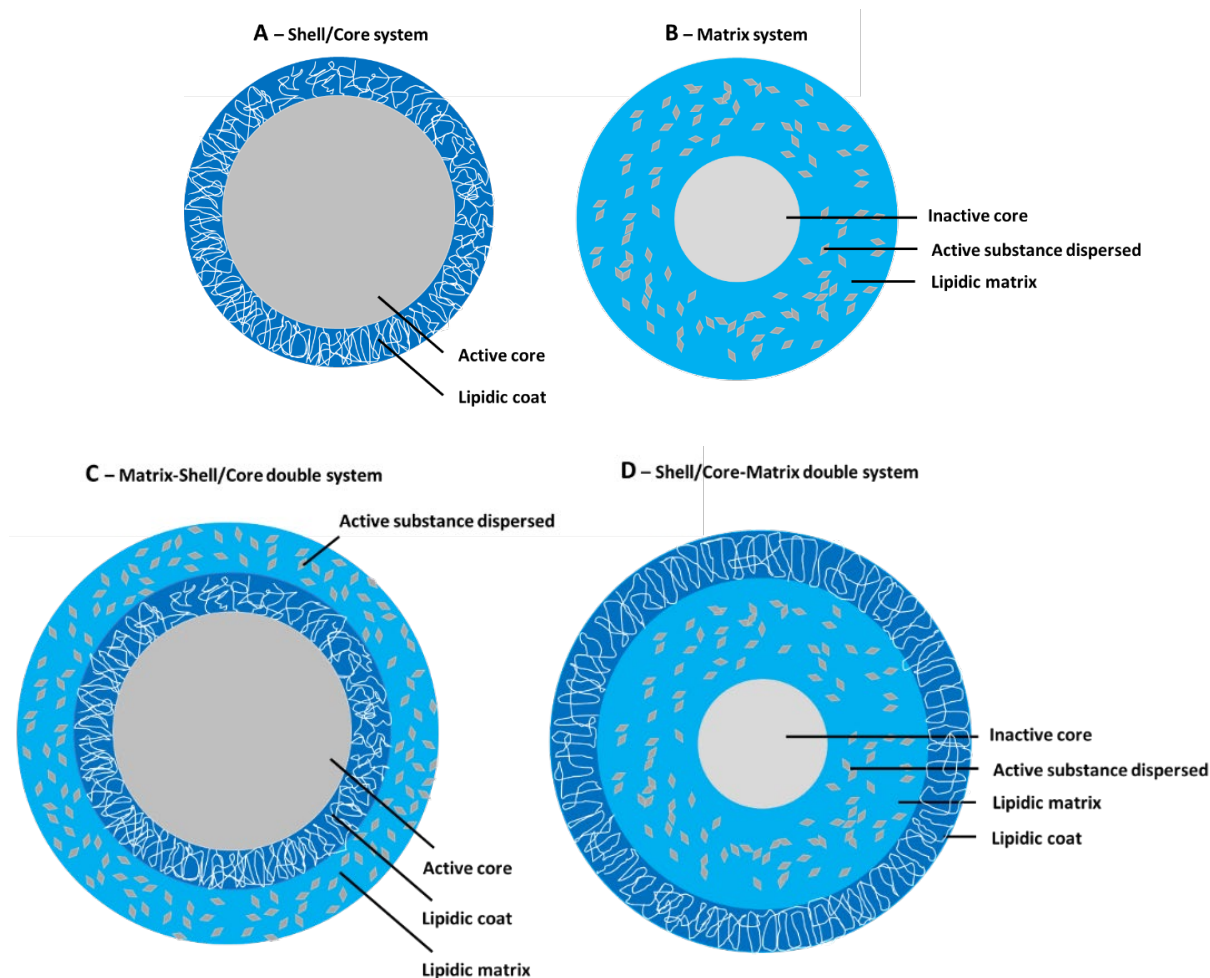 A – Shell/Core system
B – Matrix system
Inactive core
Active substance dispersed
Lipidic matrix
Active core
Lipidic coat
C – Matrix-Shell/Core double system
D – Shell/Core-Matrix double system
Active substance dispersed
Inactive core
Active substance dispersed
Lipidic matrix
Lipidic coat
Active core
Lipidic coat
Lipidic matrix